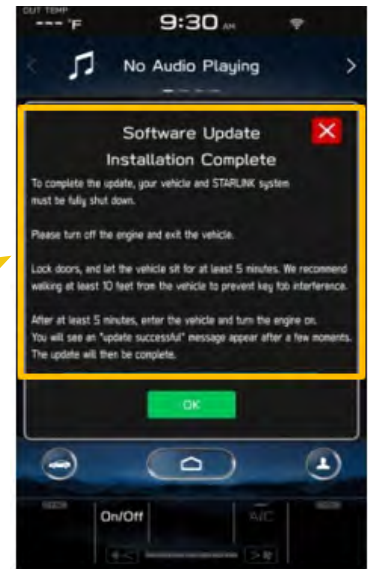 OUT TEMP
--- °F 9:30 AM
No Audio Playing
Software Update
Installation Complete
To complete the update, your vehicle and STARLINK system
must be fully shut down.
Please turn off the engine and exit the vehicle.
Lock doors, and let the vehicle sit for at least 5 minutes. We recommend
walking at least 10 feet from the vehicle to prevent key fob interference.
After at least 5 minutes, enter the vehicle and turn the engine on.
You will see an "update successful" message appear after a few moments.
The update will then be complete.
OK
On/Off A/C